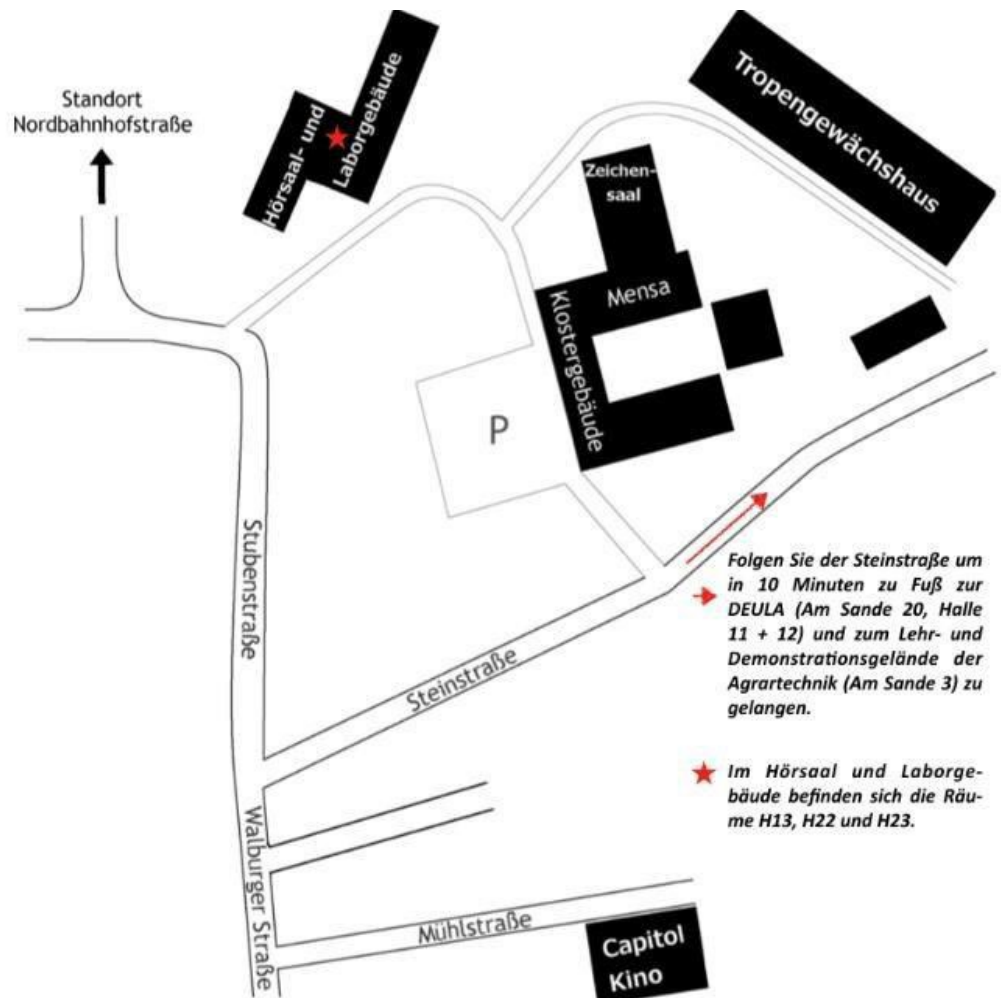 Standort
Nordbahnhofstraße
Hörsaal- und
Laborgebäude
Tropengewächshaus
Zeichen-
saal
Mensa
Klostergebäude
P
Stubenstraße
Steinstraße
Folgen Sie der Steinstraße um
in 10 Minuten zu Fuß zur
DEULA (Am Sande 20, Halle
11 + 12) und zum Lehr- und
Demonstrationsgelände der
Agrartechnik (Am Sande 3) zu
gelangen.
Im Hörsaal und Laborge-
bäude befinden sich die Räu-
me H13, H22 und H23.
Walburger Straße
Mühlstraße
Capitol
Kino